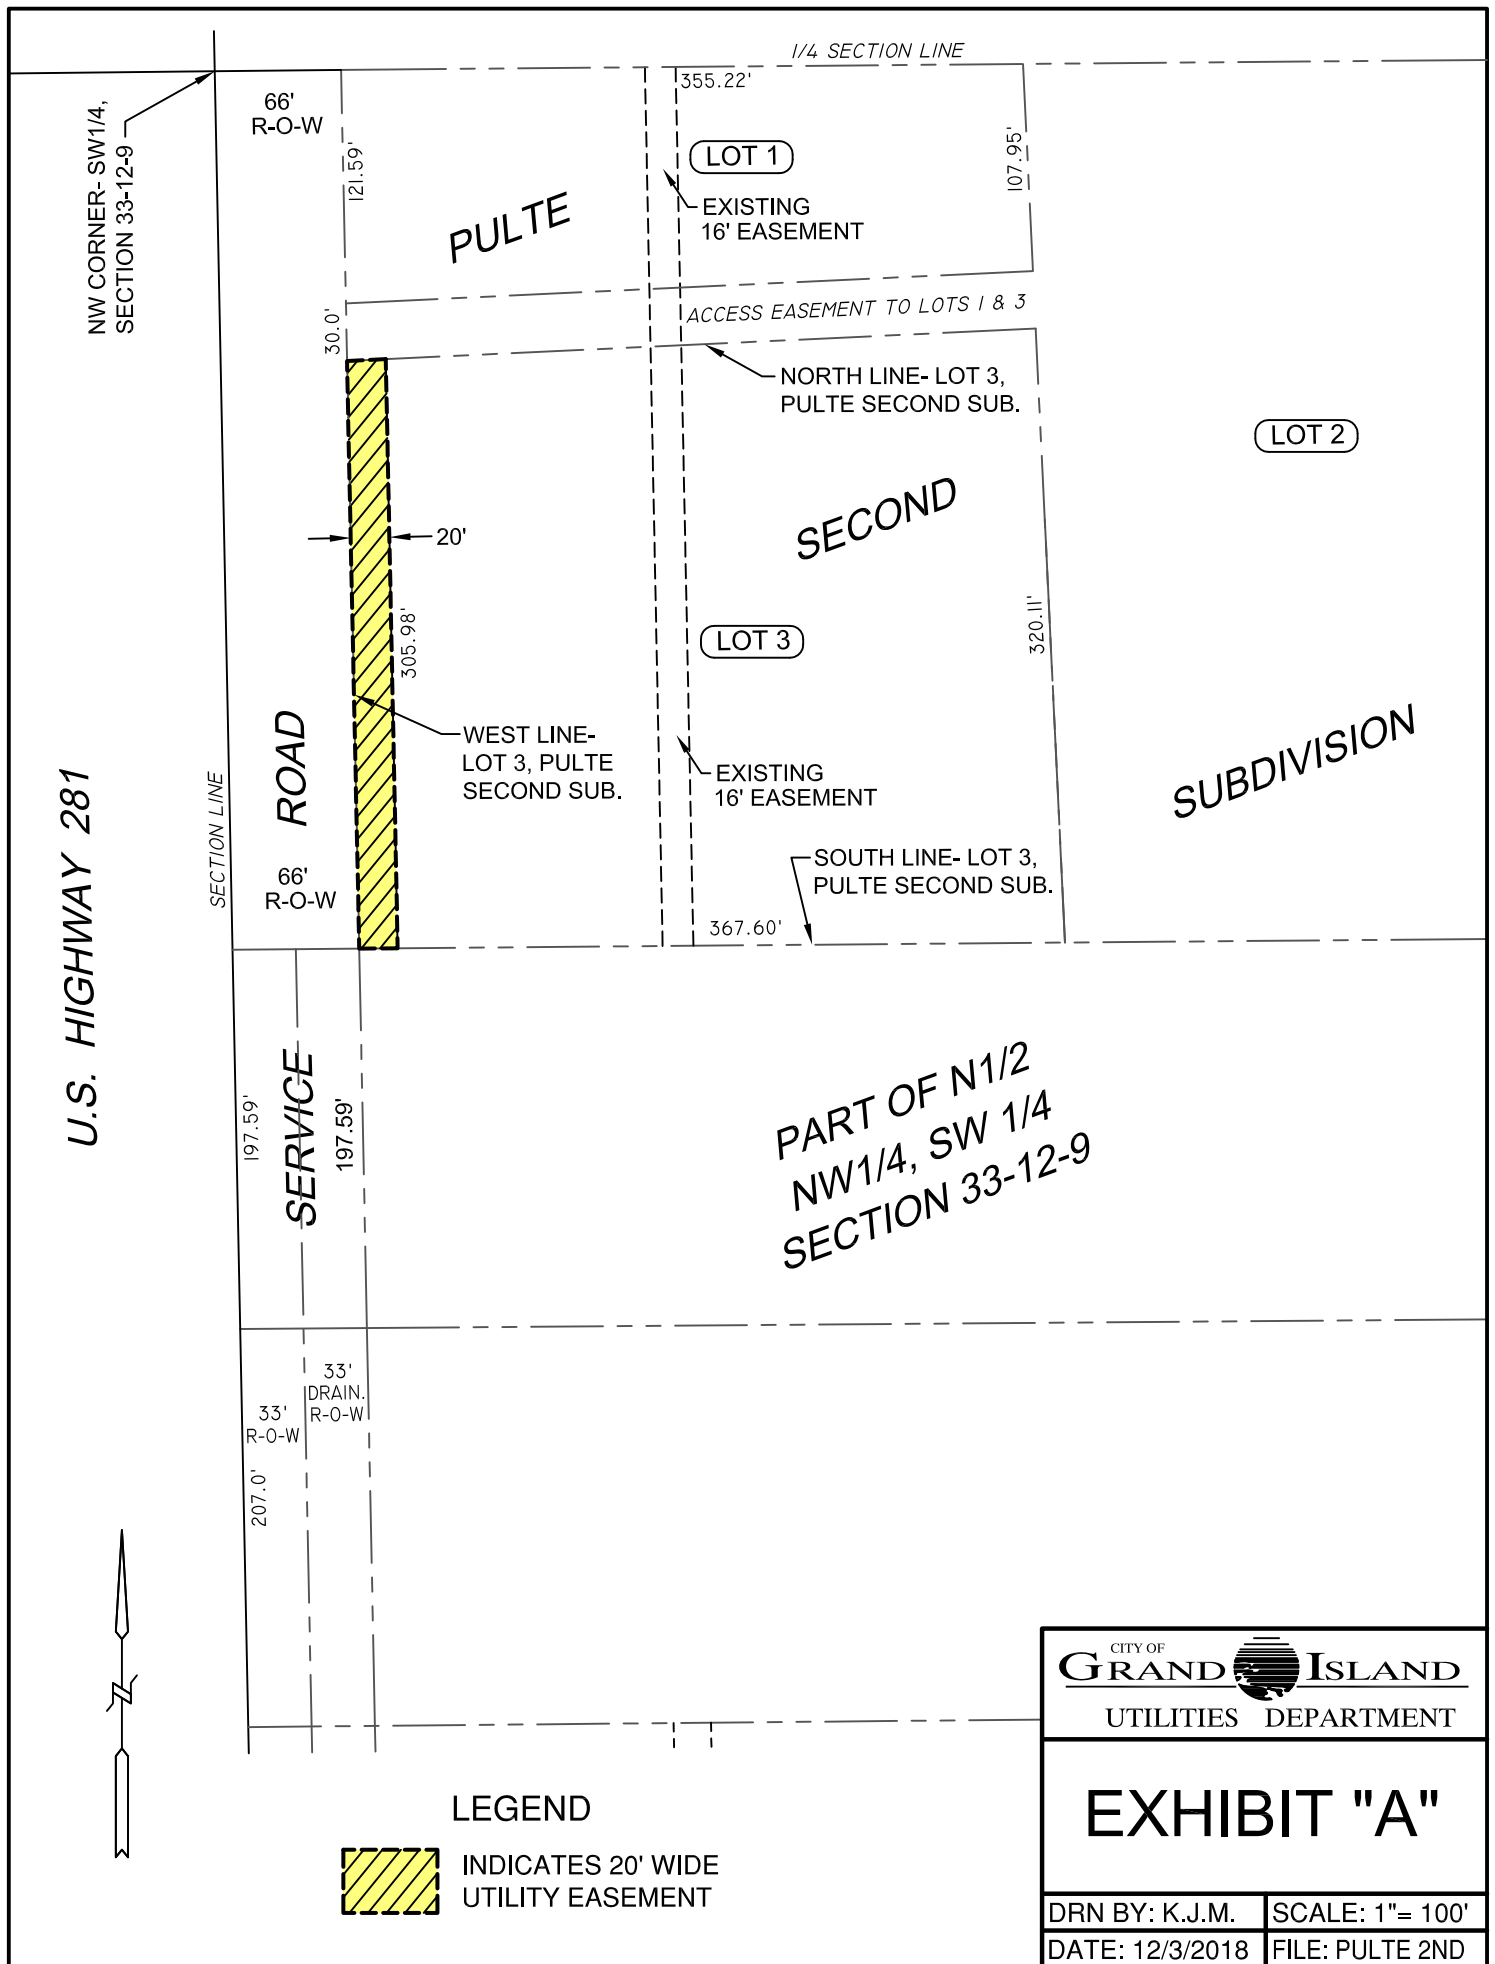 1/4 SECTION LINE
355.22'
NW CORNER- SW1/4,
SECTION 33-12-9
66'
R-O-W
121.59'
LOT 1
107.95'
EXISTING
16' EASEMENT
PULTE
30.0'
ACCESS EASEMENT TO LOTS 1 & 3
NORTH LINE- LOT 3,
PULTE SECOND SUB.
LOT 2
SECOND
20'
305.98'
LOT 3
320.11'
WEST LINE-
LOT 3, PULTE
SECOND SUB.
EXISTING
16' EASEMENT
SUBDIVISION
U.S. HIGHWAY 281
SECTION LINE
ROAD
66'
R-O-W
SOUTH LINE- LOT 3,
PULTE SECOND SUB.
367.60'
197.59'
SERVICE
197.59'
PART OF N1/2
NW1/4, SW 1/4
SECTION 33-12-9
33'
DRAIN.
R-O-W
33'
R-O-W
207.0'
CITY OF
GRAND ISLAND
UTILITIES DEPARTMENT
EXHIBIT "A"
LEGEND
INDICATES 20' WIDE
UTILITY EASEMENT
DRN BY: K.J.M.
SCALE: 1"= 100'
DATE: 12/3/2018
FILE: PULTE 2ND